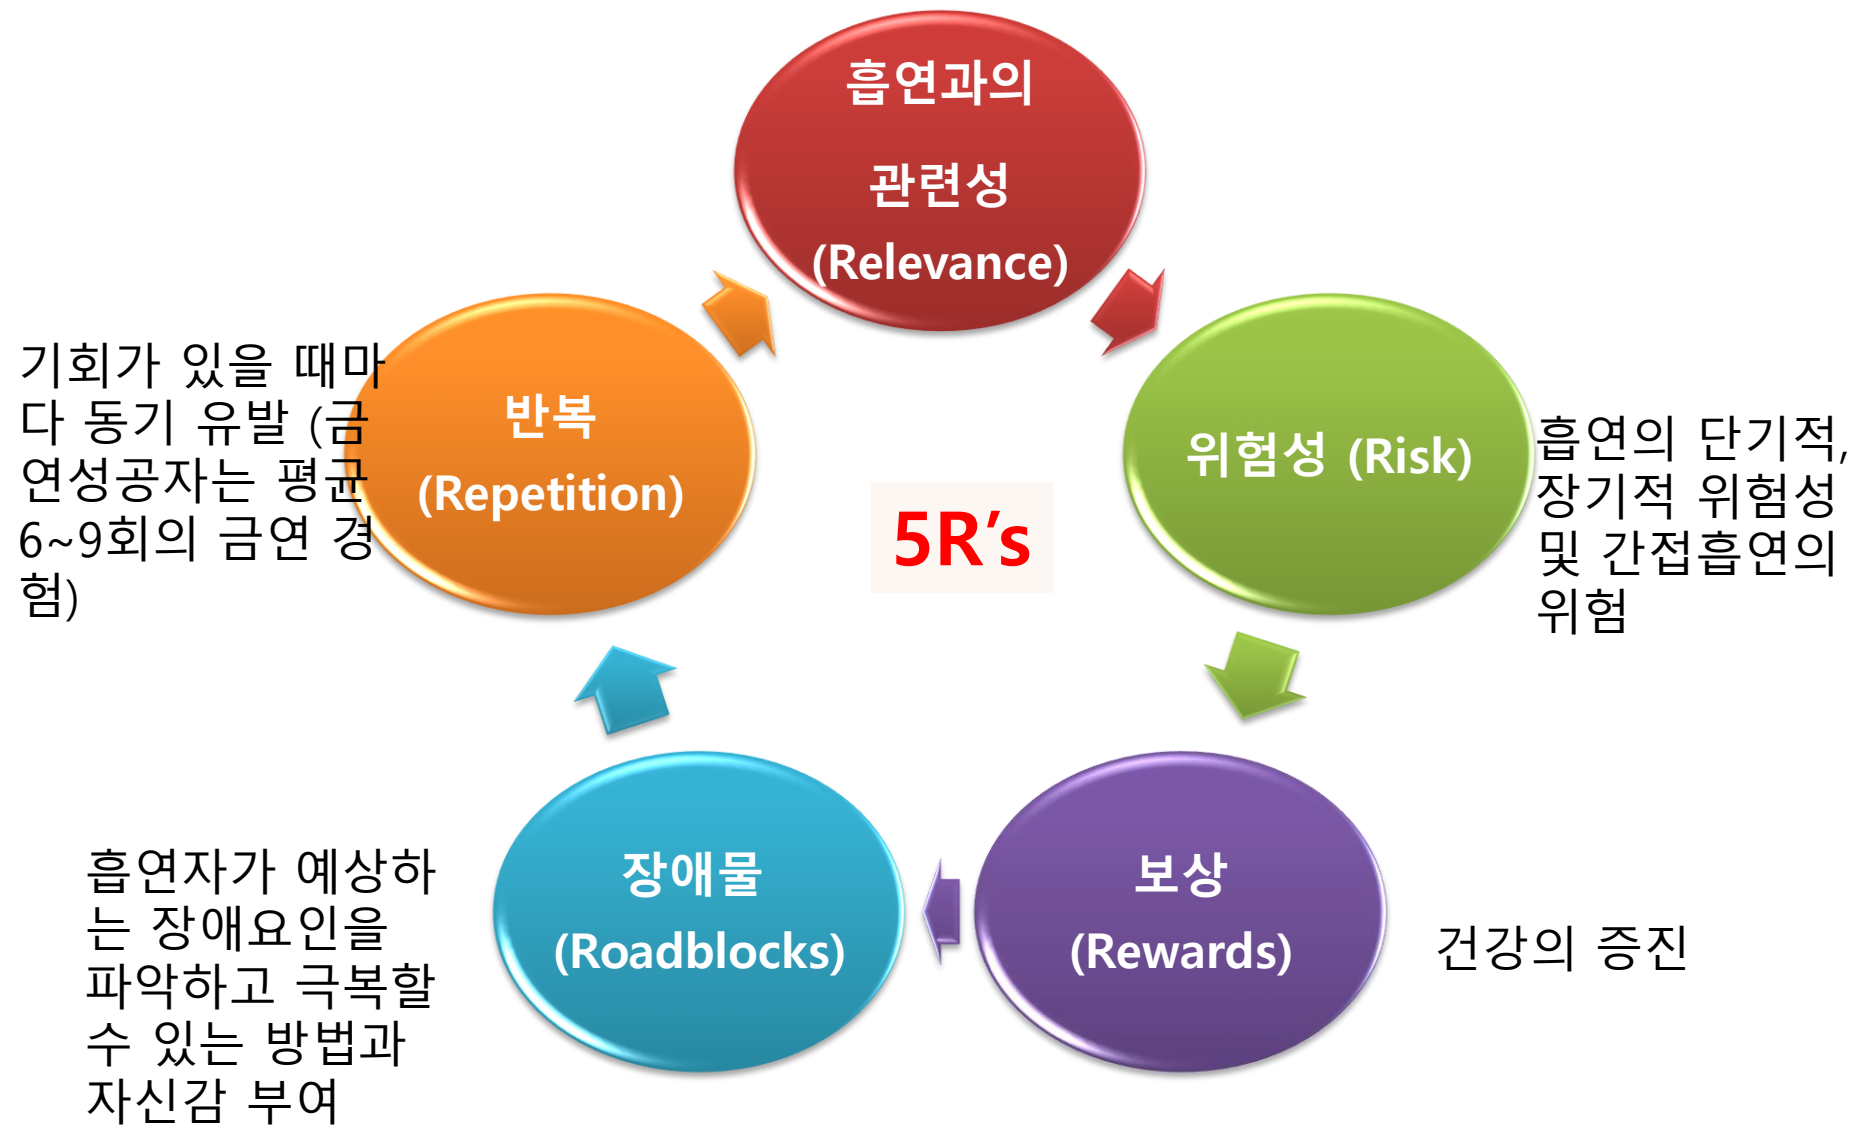 흡연과의
관련성
(Relevance)
위험성 (Risk)
흡연의 단기적,
장기적 위험성
및 간접흡연의
위험
보상
(Rewards)
건강의 증진
장애물
(Roadblocks)
흡연자가 예상하
는 장애요인을
파악하고 극복할
수 있는 방법과
자신감 부여
반복
(Repetition)
기회가 있을 때마
다 동기 유발 (금
연성공자는 평균
6~9회의 금연 경
험)
5R’s